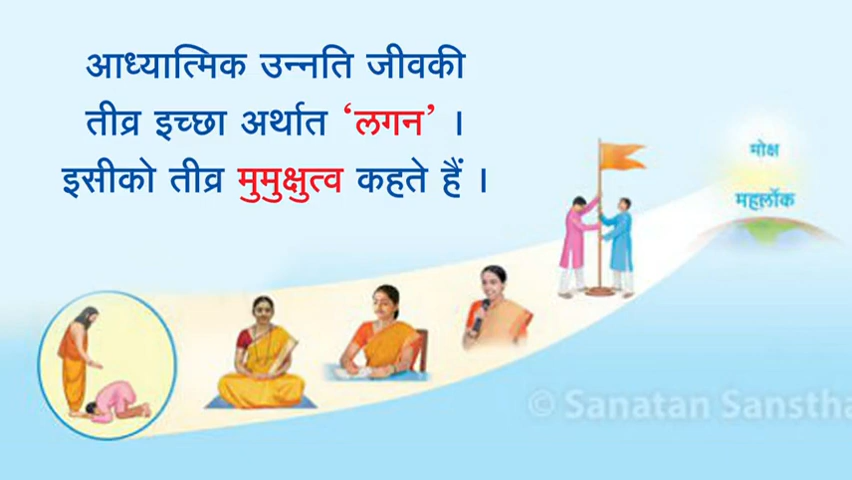 आध्यात्मिक उन्नति जीवकी
तीव्र इच्छा अर्थात ‘लगन’ ।
इसीको तीव्र मुमुक्षुत्व कहते हैं ।
मोक्ष
महर्लोक
© Sanatan Sanstha